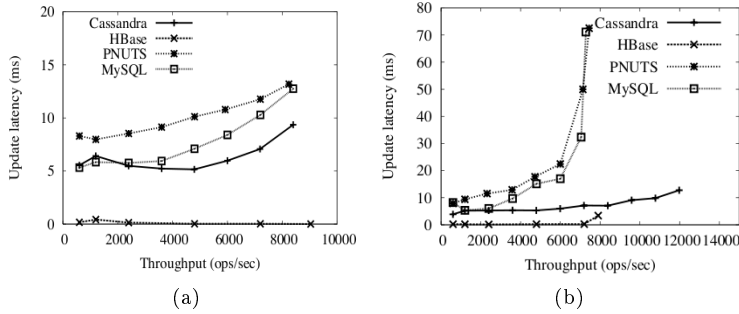 Cassandra
HBase
PNUTS
MySQL
Update latency (ms)
20
15
10
5
0
0 2000 4000 6000 8000 10000
Throughput (ops/sec)
(a)
Cassandra
HBase
PNUTS
MySQL
Update latency (ms)
80
70
60
50
40
30
20
10
0
0 2000 4000 6000 8000 10000 12000 14000
Throughput (ops/sec)
(b)